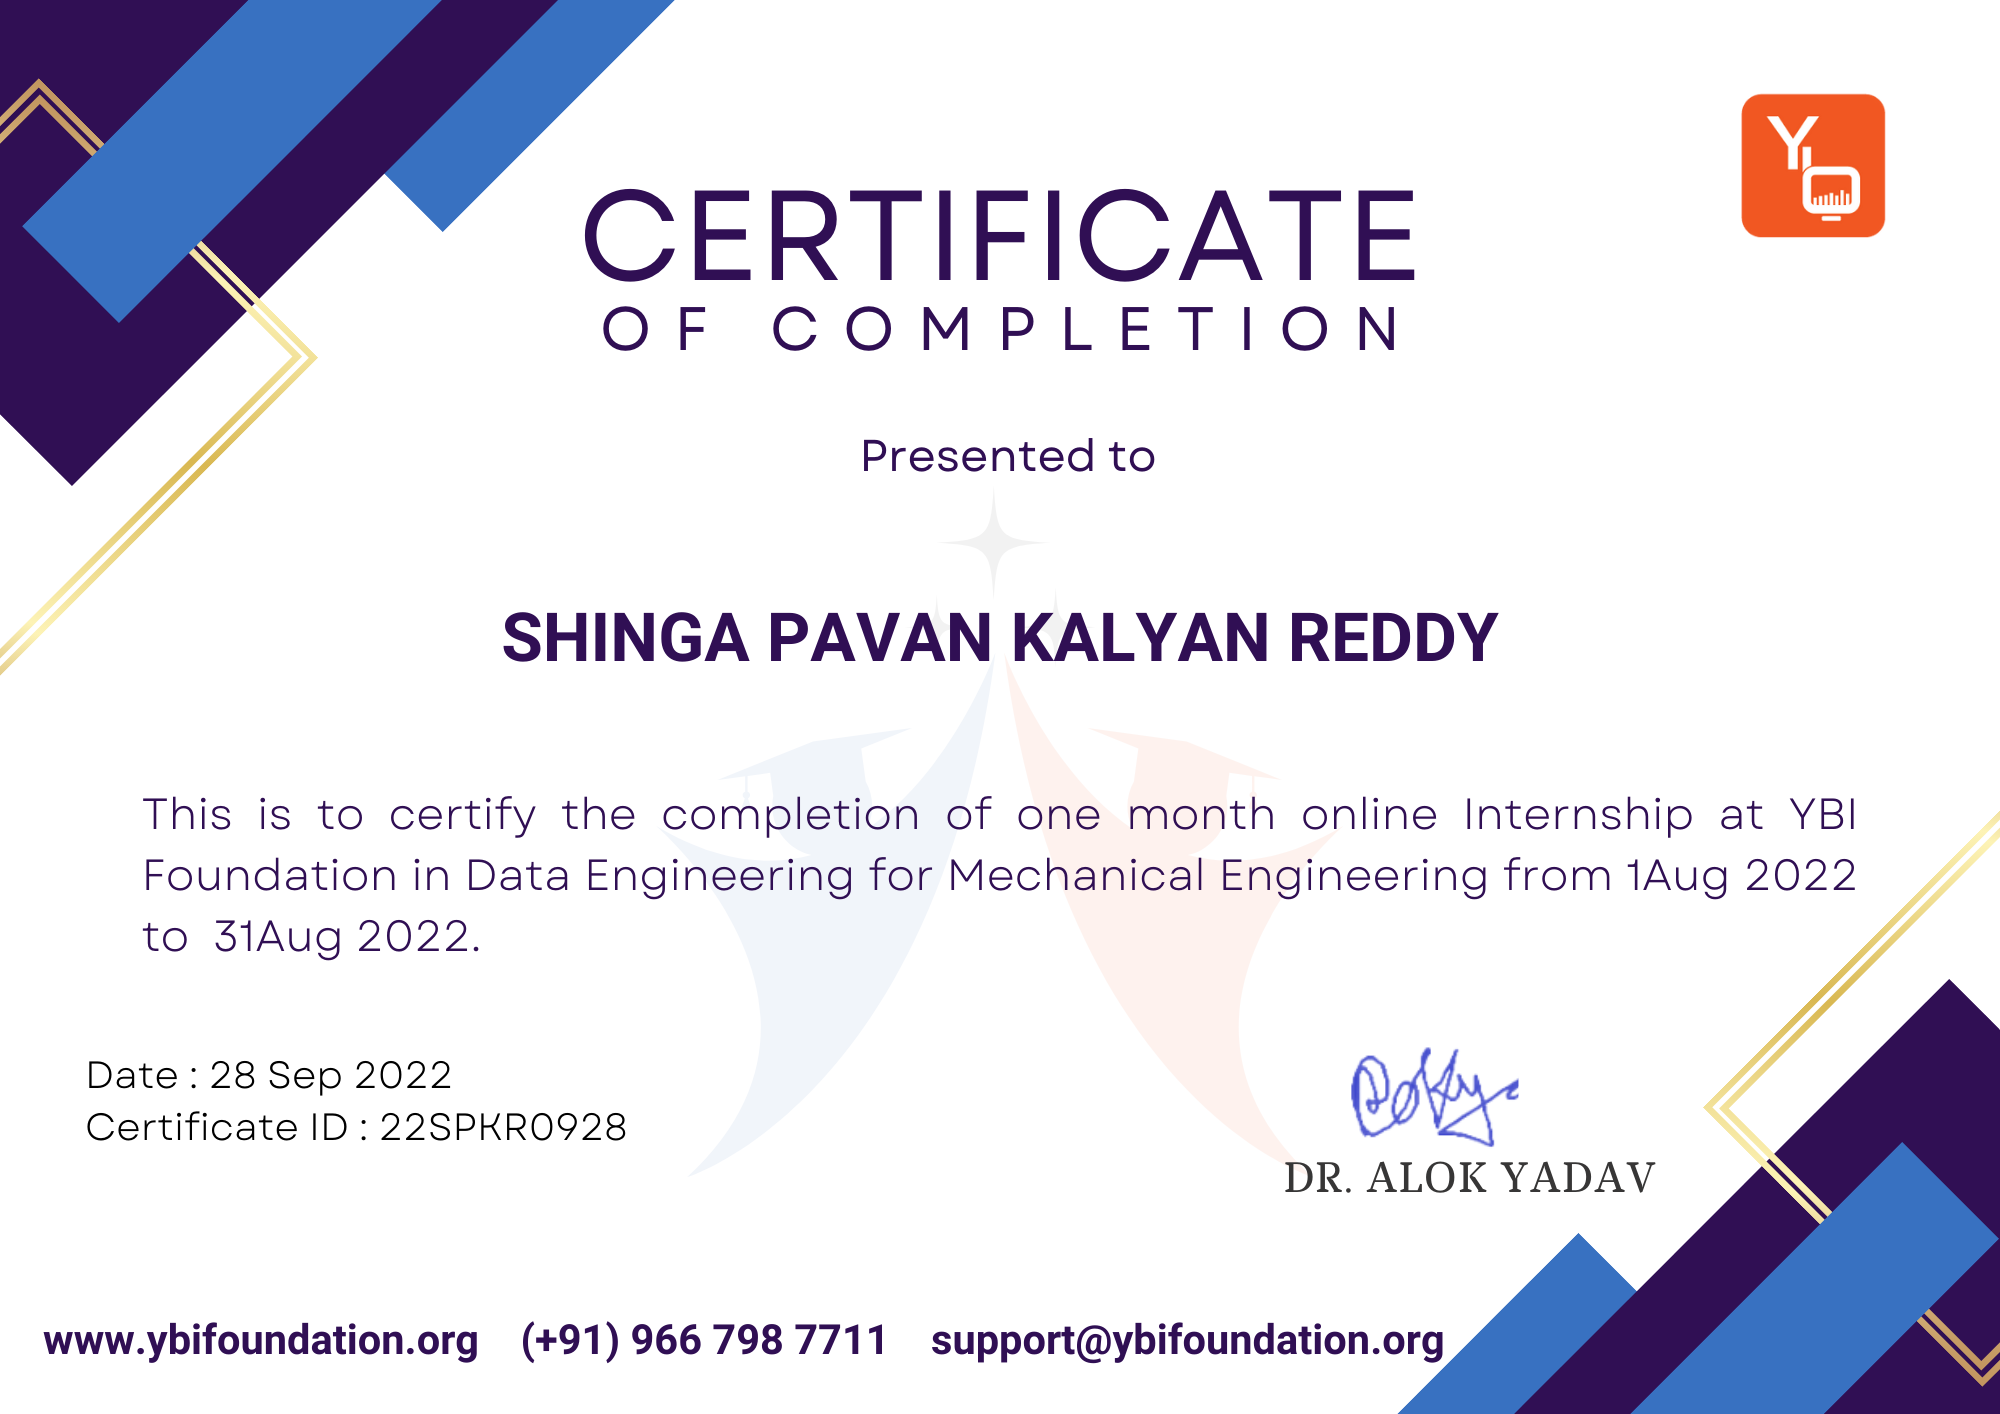 CERTIFICATE
OF COMPLETION
Presented to
SHINGA PAVAN KALYAN REDDY
This is to certify the completion of one month online Internship at YBI
Foundation in Data Engineering for Mechanical Engineering from 1Aug 2022
to 31Aug 2022.
Date : 28 Sep 2022
Certificate ID : 22SPKR0928
DR. ALOK YADAV
www.ybifoundation.org (+91) 966 798 7711 support@ybifoundation.org